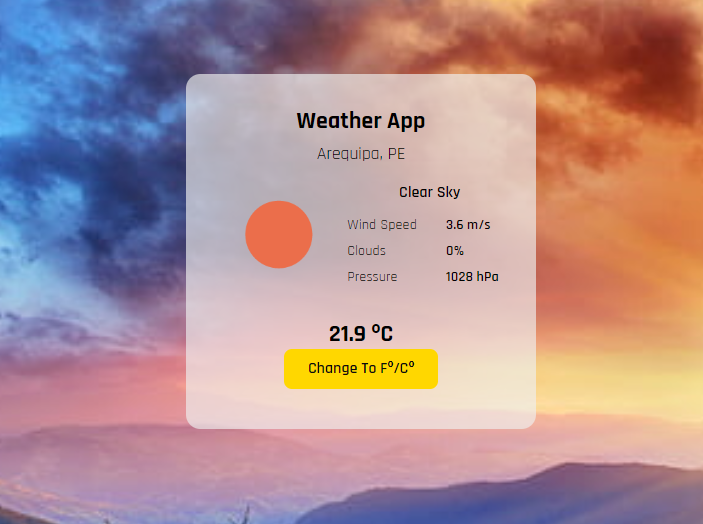 Weather App
Arequipa, PE
Clear Sky
Wind Speed 3.6 m/s
Clouds 0%
Pressure 1028 hPa
21.9 °C
Change To F°/C°